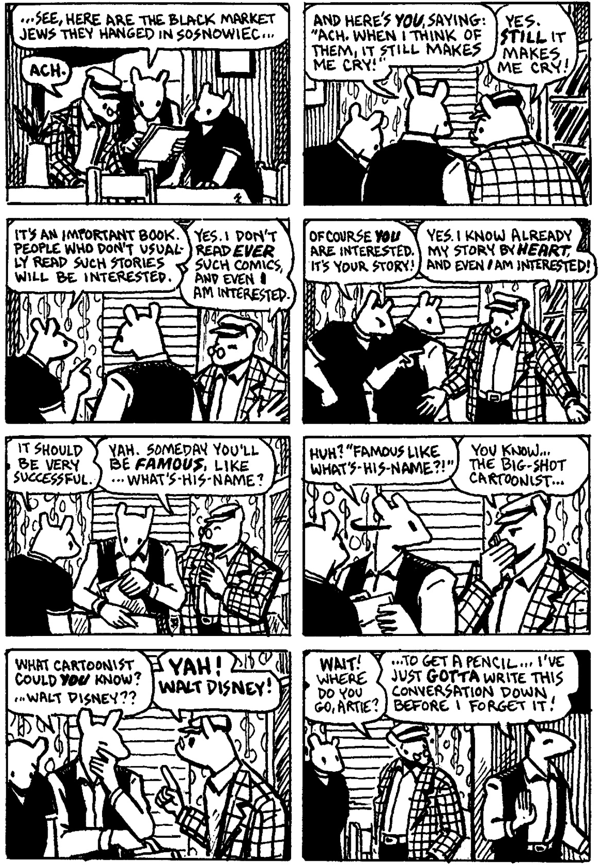 ...SEE, HERE ARE THE BLACK MARKET
JEWS THEY HANGED IN SOSNOWIEC...
ACH.
AND HERE'S YOU, SAYING:
"ACH. WHEN I THINK OF
THEM, IT STILL MAKES
ME CRY!"
YES.
STILL IT
MAKES
ME CRY!
IT'S AN IMPORTANT BOOK.
PEOPLE WHO DON'T USUAL-
LY READ SUCH STORIES
WILL BE INTERESTED.
YES. I DON'T
READ EVER
SUCH COMICS,
AND EVEN I
AM INTERESTED.
OF COURSE YOU
ARE INTERESTED.
IT'S YOUR STORY!
YES. I KNOW ALREADY
MY STORY BY HEART,
AND EVEN I AM INTERESTED!
IT SHOULD
BE VERY
SUCCESSFUL.
YAH. SOMEDAY YOU'LL
BE FAMOUS, LIKE
...WHAT'S-HIS-NAME?
HUH? "FAMOUS LIKE
WHAT'S-HIS-NAME?!"
YOU KNOW...
THE BIG-SHOT
CARTOONIST...
WHAT CARTOONIST
COULD YOU KNOW?
...WALT DISNEY??
YAH!
WALT DISNEY!
WAIT!
WHERE
DO YOU
GO, ARTIE?
...TO GET A PENCIL... I'VE
JUST GOTTA WRITE THIS
CONVERSATION DOWN
BEFORE I FORGET IT!